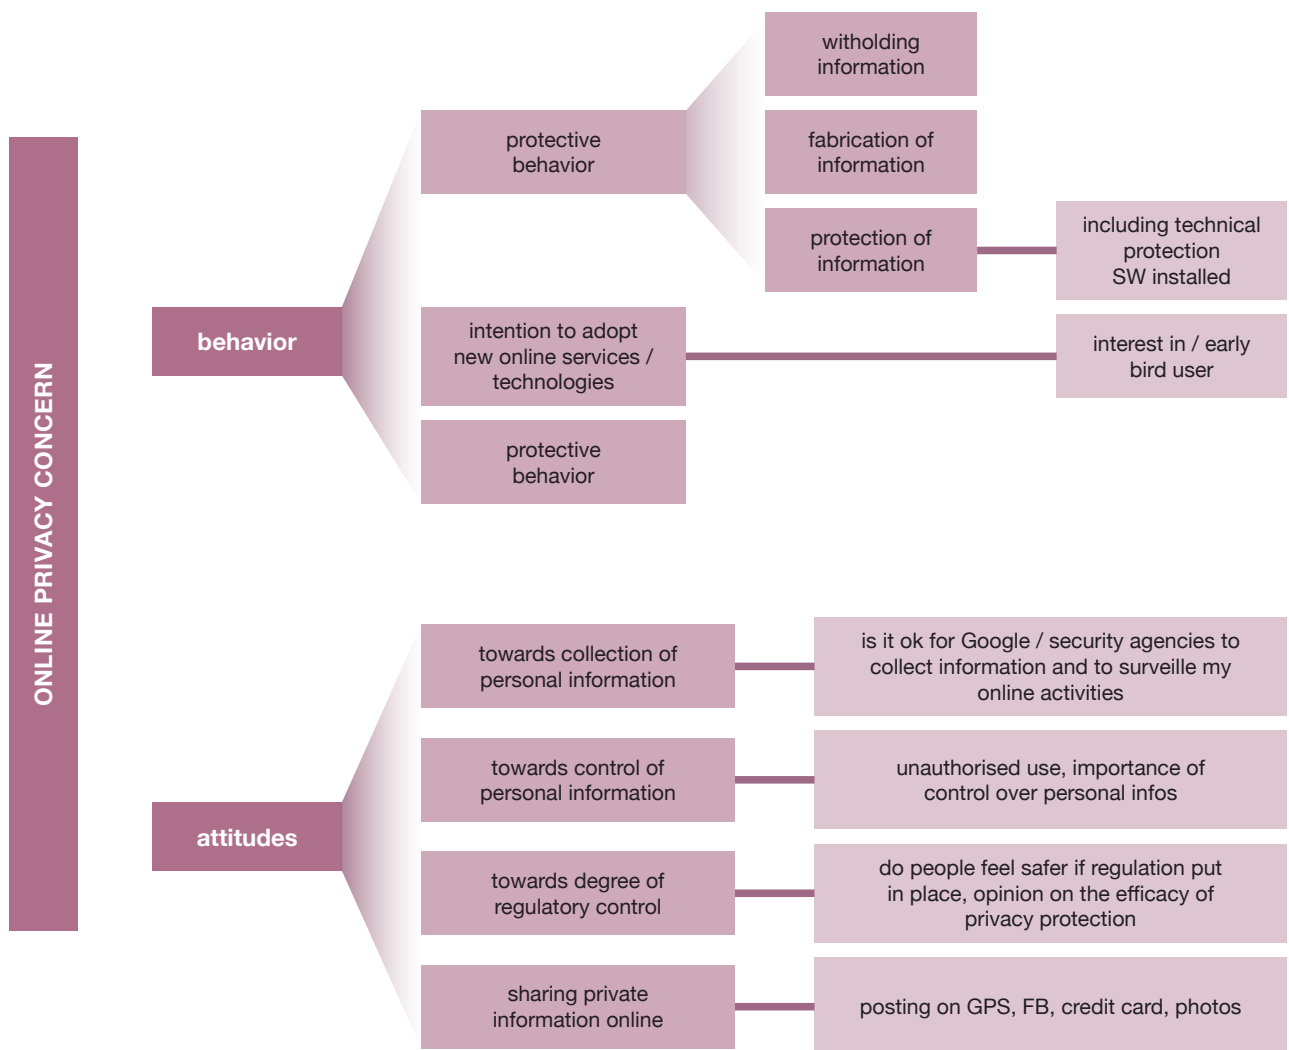 ONLINE PRIVACY CONCERN
behavior
protective
behavior
witholding
information
fabrication of
information
protection of
information
including technical
protection
SW installed
intention to adopt
new online services /
technologies
interest in / early
bird user
protective
behavior
attitudes
towards collection of
personal information
is it ok for Google / security agencies to
collect information and to surveille my
online activities
towards control of
personal information
unauthorised use, importance of
control over personal infos
towards degree of
regulatory control
do people feel safer if regulation put
in place, opinion on the efficacy of
privacy protection
sharing private
information online
posting on GPS, FB, credit card, photos